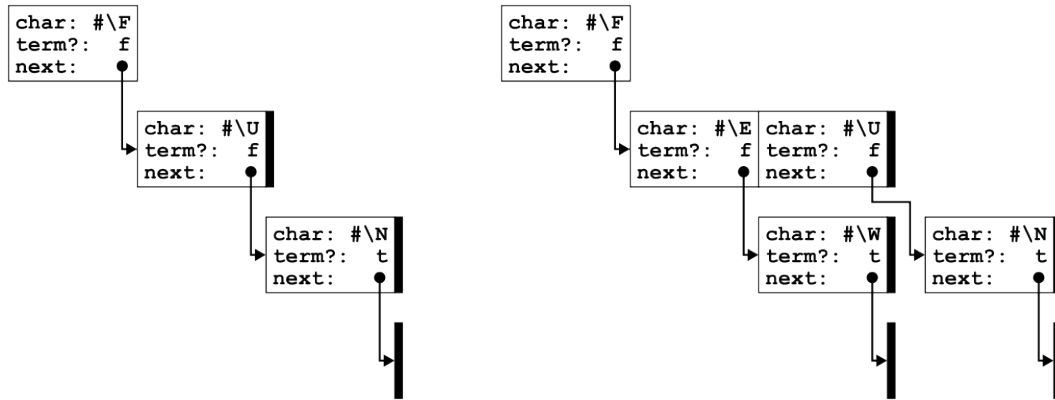 char: #\F
term?: f
next:
char: #\U
term?: f
next:
char: #\N
term?: t
next:
char: #\F
term?: f
next:
char: #\E
term?: f
next:
char: #\U
term?: f
next:
char: #\W
term?: t
next:
char: #\N
term?: t
next: